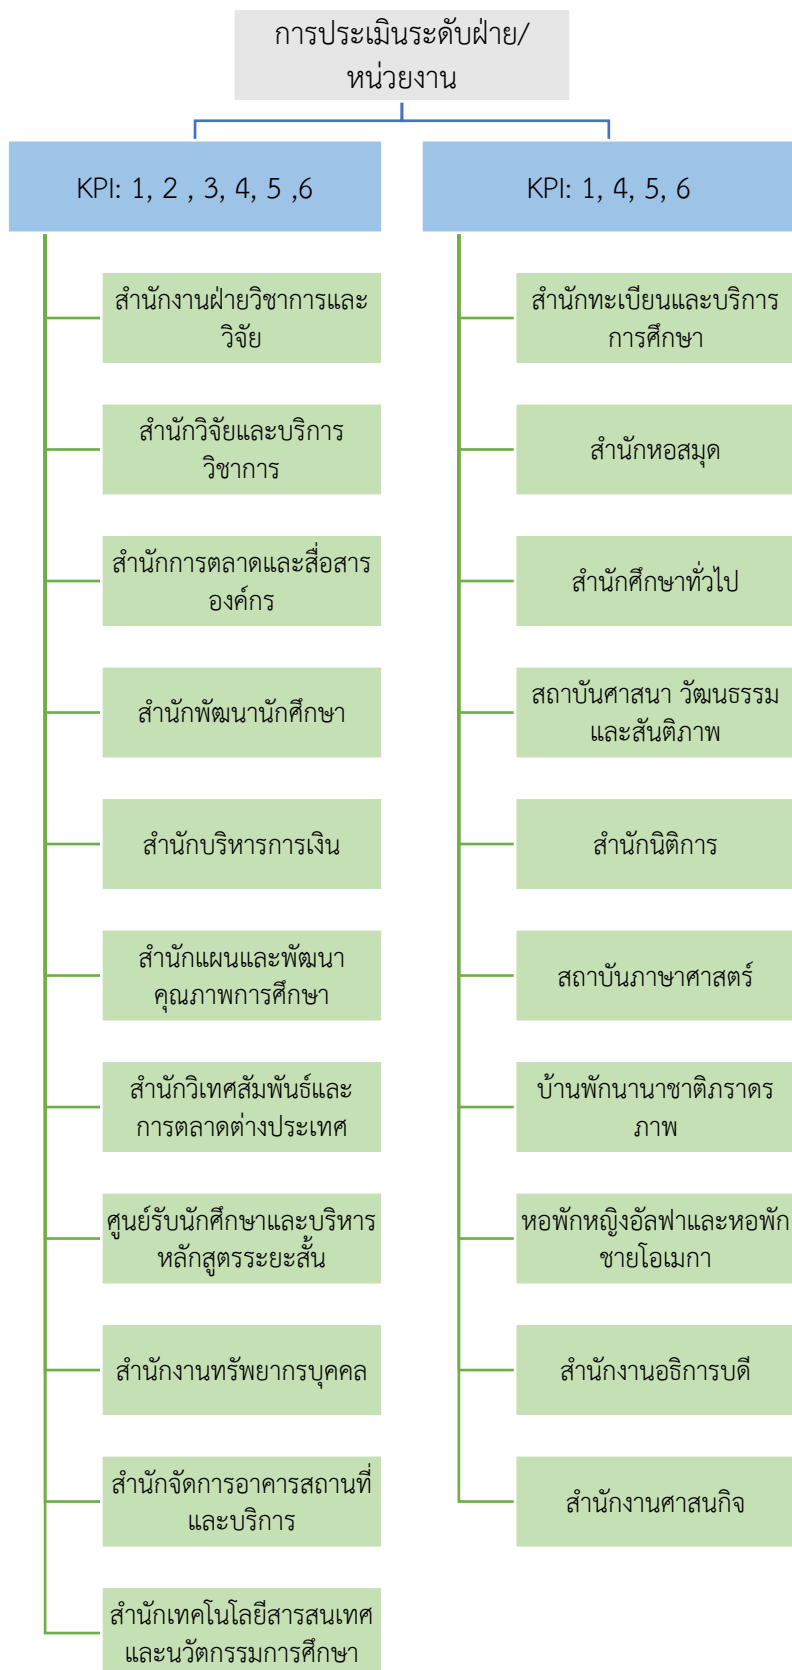 การประเมินระดับฝ่าย/
หน่วยงาน
KPI: 1, 2 , 3, 4, 5 ,6
สำนักงานฝ่ายวิชาการและ
วิจัย
สำนักวิจัยและบริการ
วิชาการ
สำนักการตลาดและสื่อสาร
องค์กร
สำนักพัฒนานักศึกษา
สำนักบริหารการเงิน
สำนักแผนและพัฒนา
คุณภาพการศึกษา
สำนักวิเทศสัมพันธ์และ
การตลาดต่างประเทศ
ศูนย์รับนักศึกษาและบริหาร
หลักสูตรระยะสั้น
สำนักงานทรัพยากรบุคคล
สำนักจัดการอาคารสถานที่
และบริการ
สำนักเทคโนโลยีสารสนเทศ
และนวัตกรรมการศึกษา
KPI: 1, 4, 5, 6
สำนักทะเบียนและบริการ
การศึกษา
สำนักหอสมุด
สำนักศึกษาทั่วไป
สถาบันศาสนา วัฒนธรรม
และสันติภาพ
สำนักนิติการ
สถาบันภาษาศาสตร์
บ้านพักนานาชาติภราดร
ภาพ
หอพักหญิงอัลฟาและหอพัก
ชายโอเมกา
สำนักงานอธิการบดี
สำนักงานศาสนกิจ